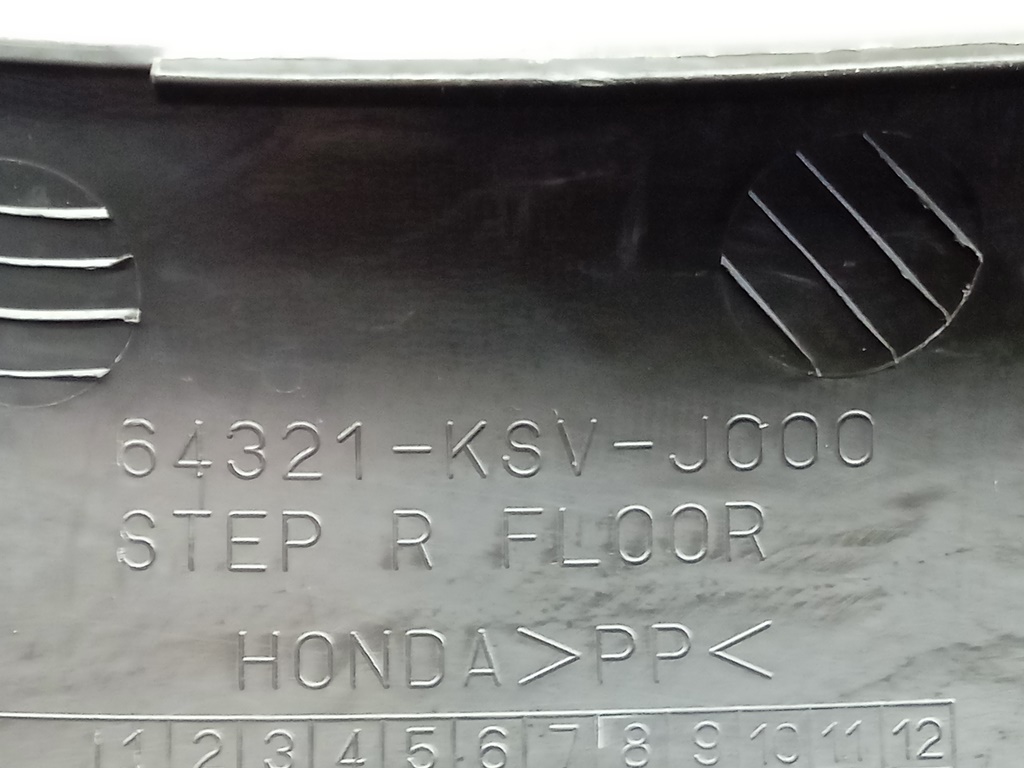 64321-KSV-J000
STEP R FLOOR
HONDA>PP<
1 2 3 4 5 6 7 8 9 10 11 12